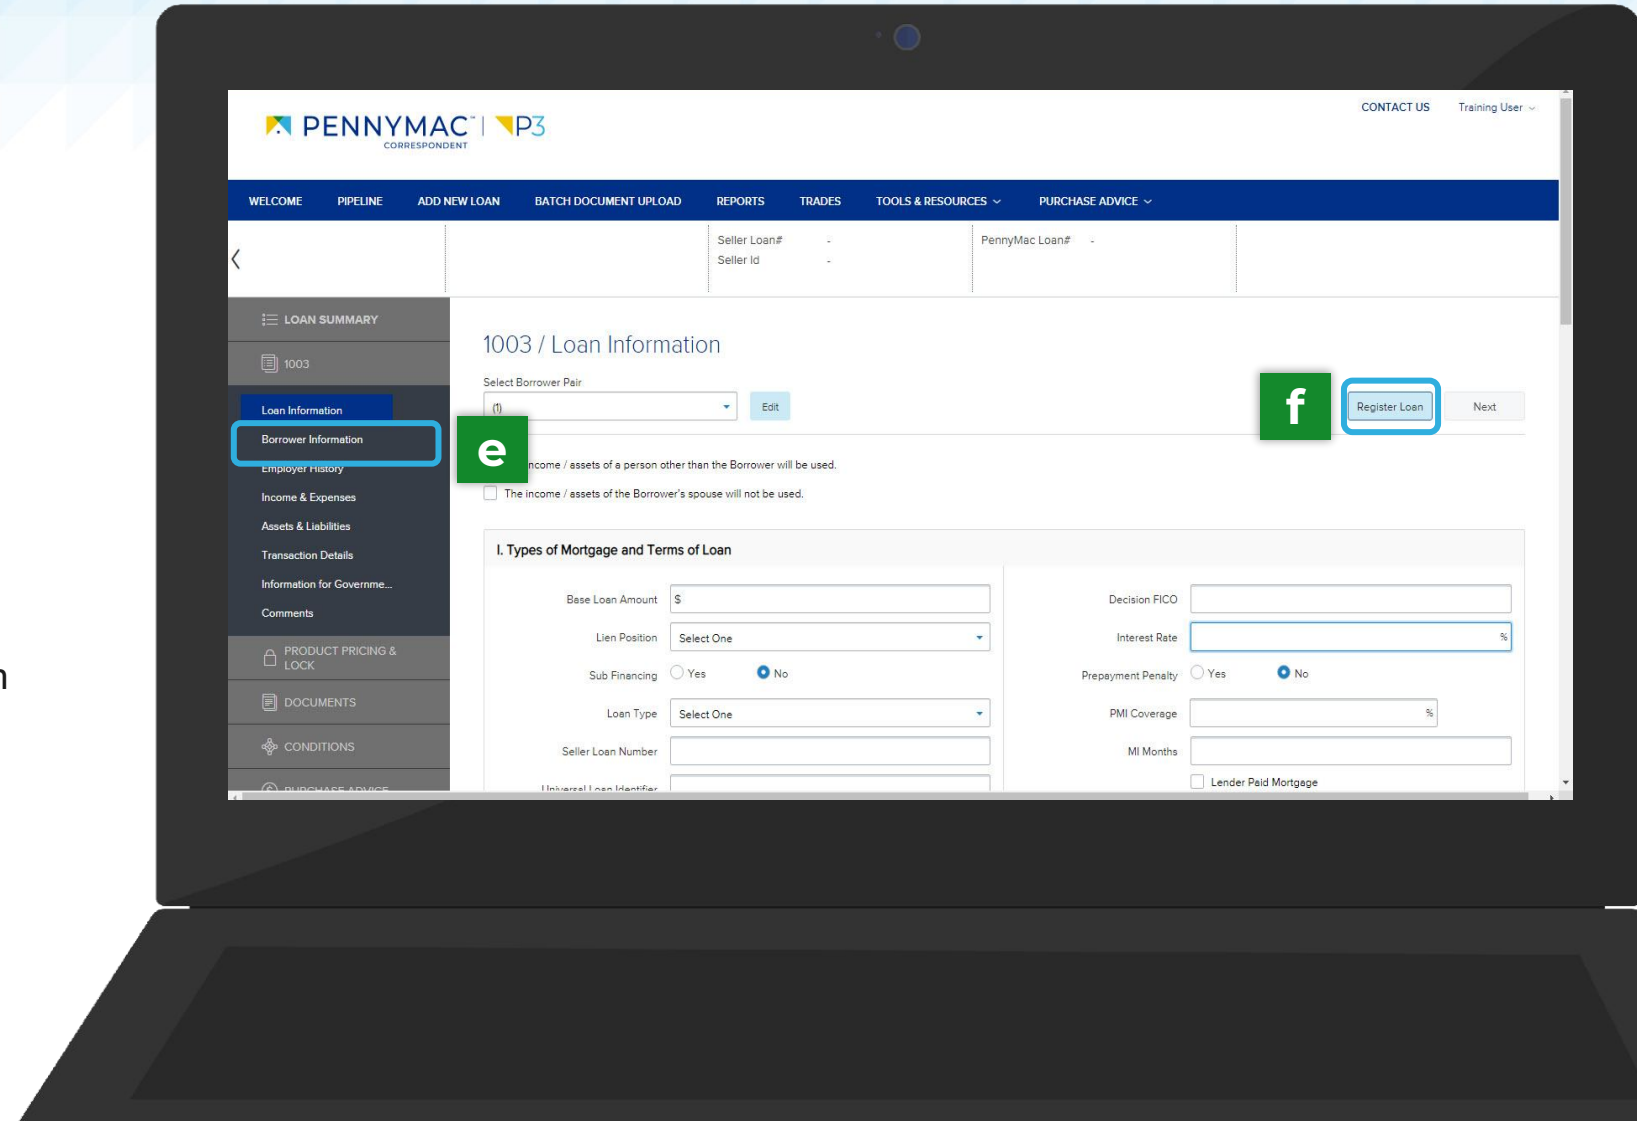 PENNYMAC P3
CORRESPONDENT
CONTACT US Training User
WELCOME PIPELINE ADD NEW LOAN BATCH DOCUMENT UPLOAD REPORTS TRADES TOOLS & RESOURCES PURCHASE ADVICE
Seller Loan# - PennyMac Loan# -
Seller Id -
LOAN SUMMARY
1003
Loan Information
Borrower Information
Employer History
Income & Expenses
Assets & Liabilities
Transaction Details
Information for Governme...
Comments
PRODUCT PRICING &
LOCK
DOCUMENTS
CONDITIONS
PURCHASE ADVICE
1003 / Loan Information
Select Borrower Pair
(1) Edit
f
Register Loan Next
e
income / assets of a person other than the Borrower will be used.
The income / assets of the Borrower's spouse will not be used.
I. Types of Mortgage and Terms of Loan
Base Loan Amount $
Lien Position Select One
Sub Financing Yes No
Loan Type Select One
Seller Loan Number
Universal Loan Identifier
Decision FICO
Interest Rate %
Prepayment Penalty Yes No
PMI Coverage %
MI Months
Lender Paid Mortgage
n